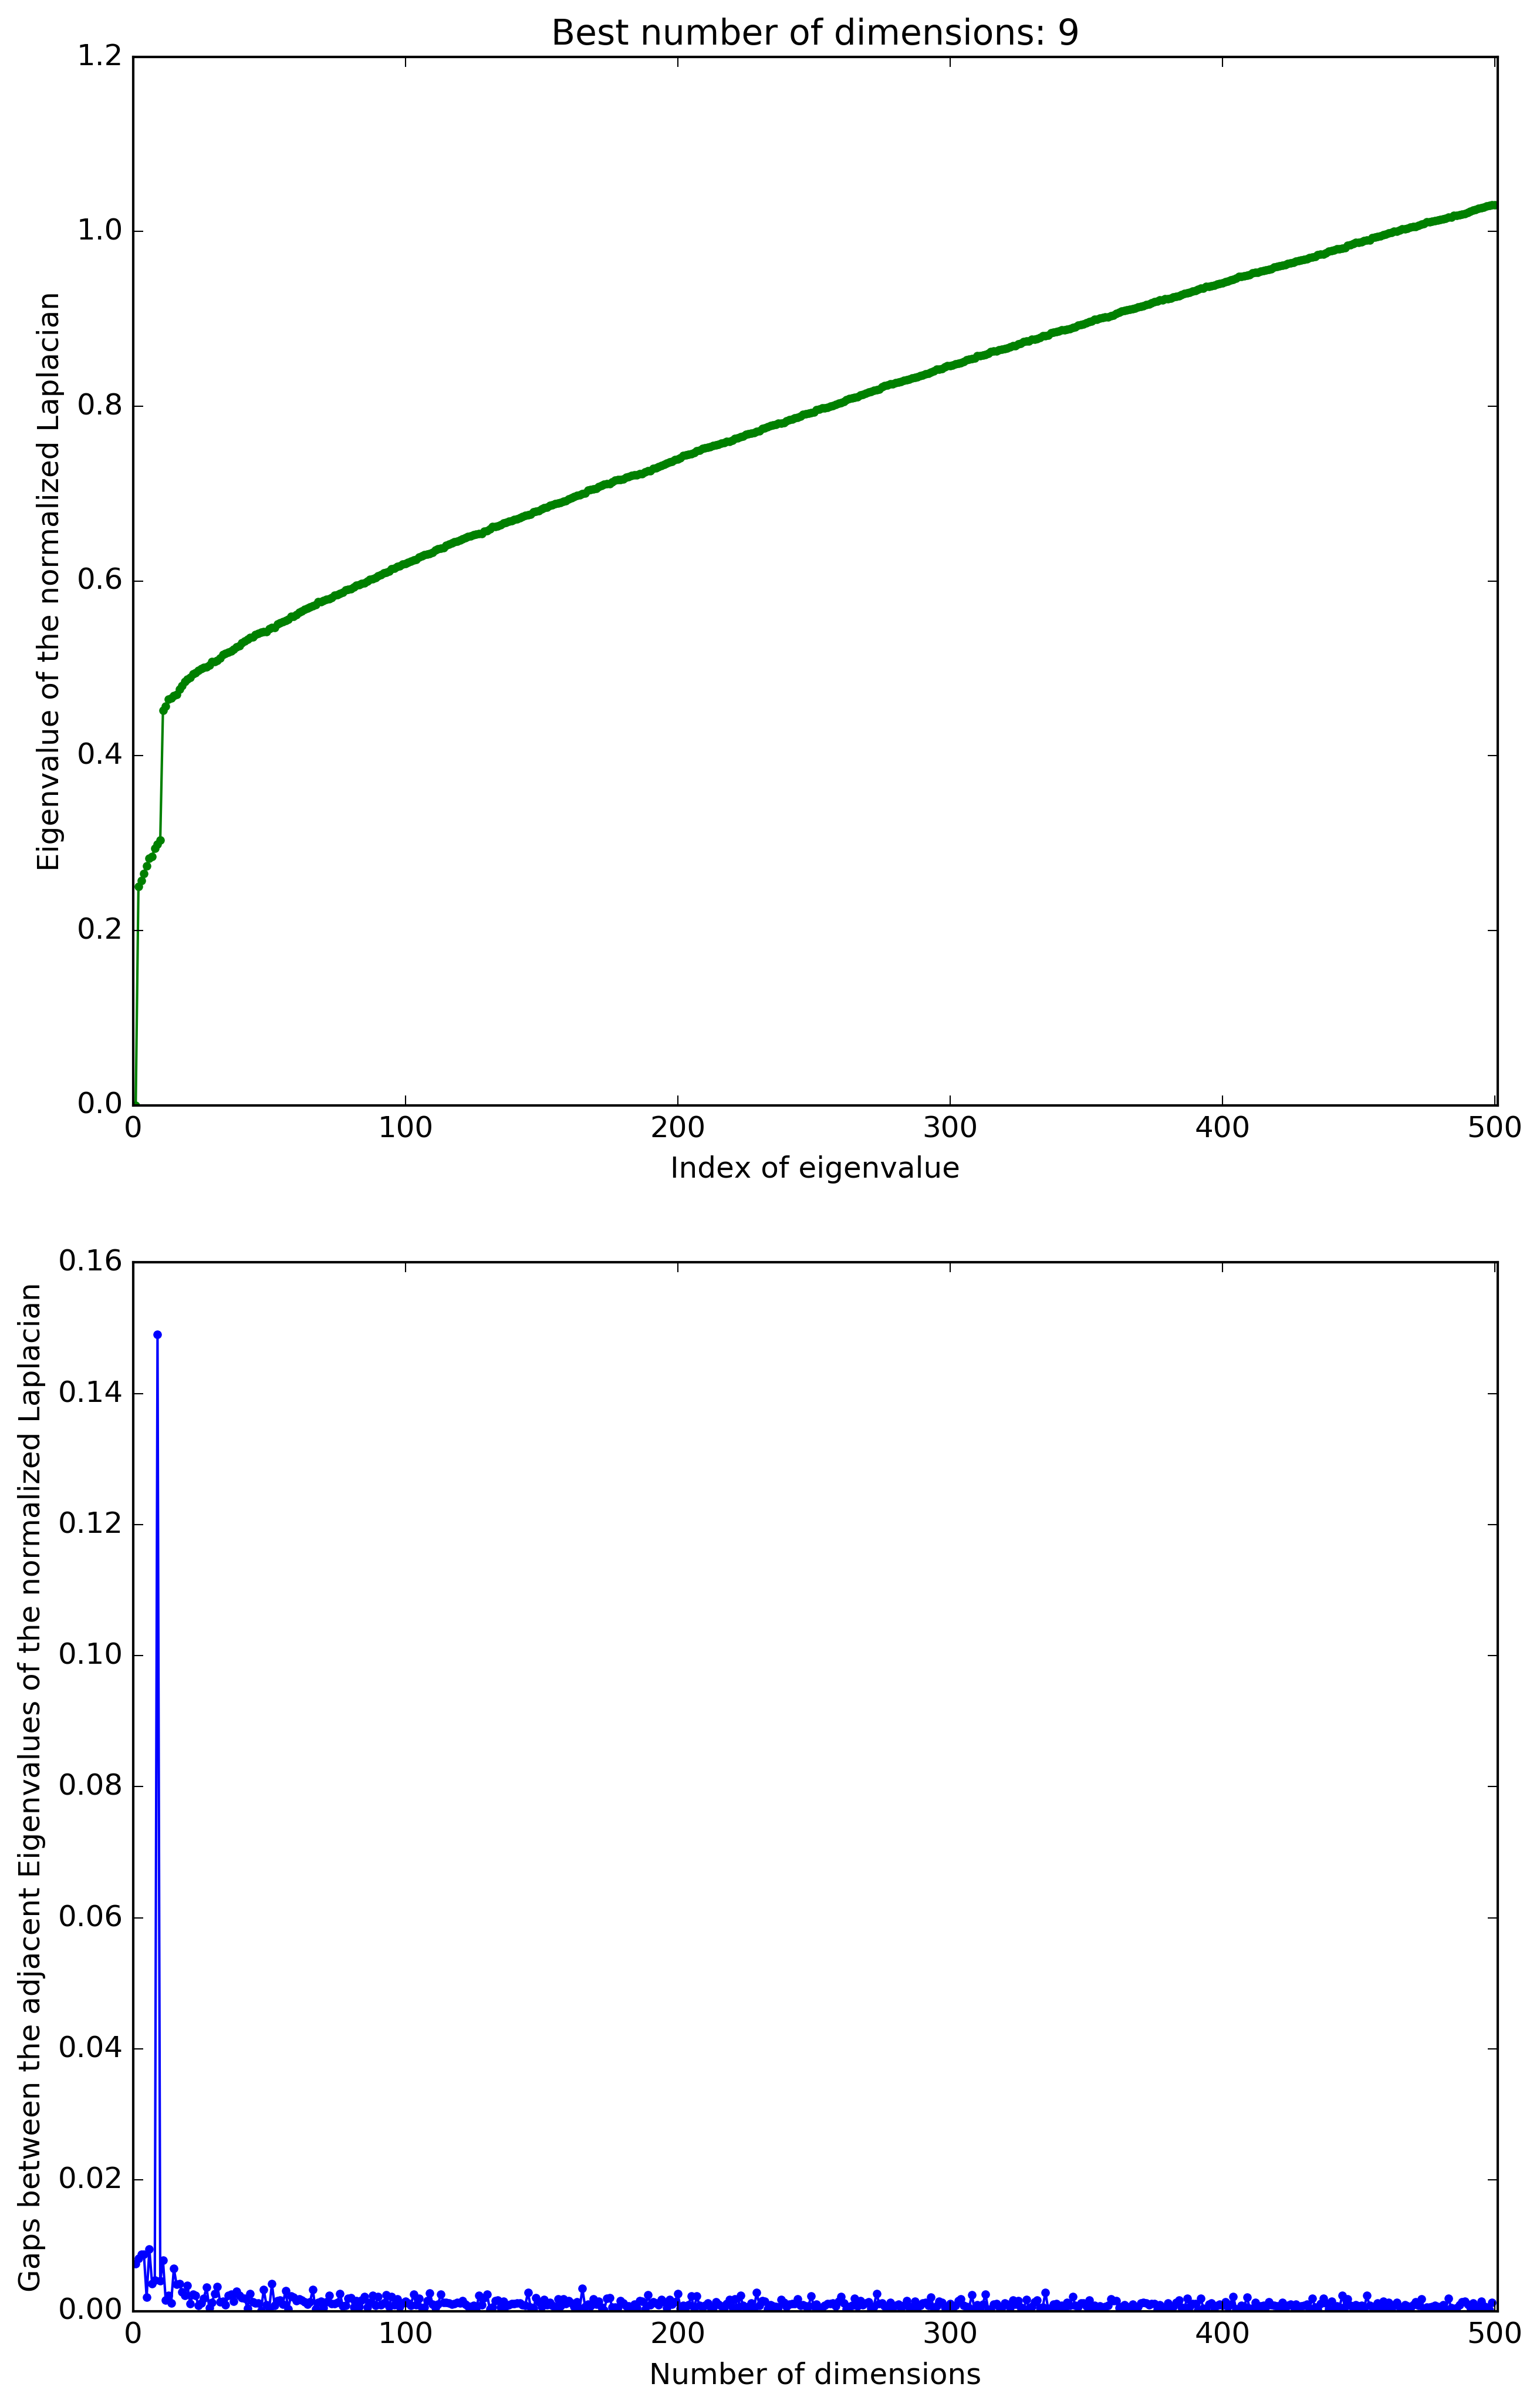 Best number of dimensions: 9
1.2
1.0
0.8
0.6
0.4
0.2
0.0
Eigenvalue of the normalized Laplacian
0 100 200 300 400 500
Index of eigenvalue
0.16
0.14
0.12
0.10
0.08
0.06
0.04
0.02
0.00
Gaps between the adjacent Eigenvalues of the normalized Laplacian
0 100 200 300 400 500
Number of dimensions